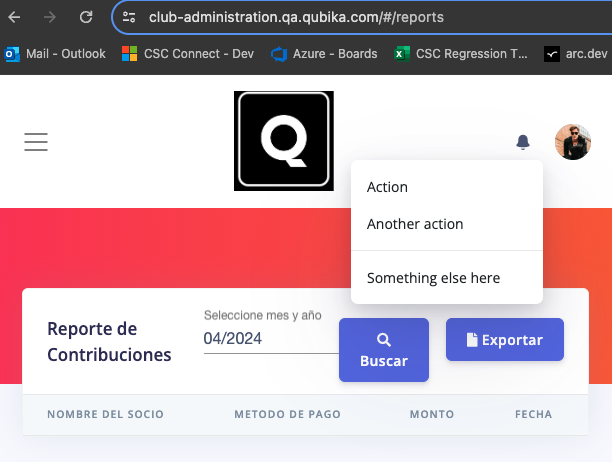 club-administration.qa.qubika.com/#/reports
Mail - Outlook
CSC Connect - Dev
Azure - Boards
CSC Regression T...
arc.dev
Q
Action
Another action
Something else here
Reporte de
Contribuciones
Seleccione mes y año
04/2024
Buscar
Exportar
NOMBRE DEL SOCIO
METODO DE PAGO
MONTO
FECHA